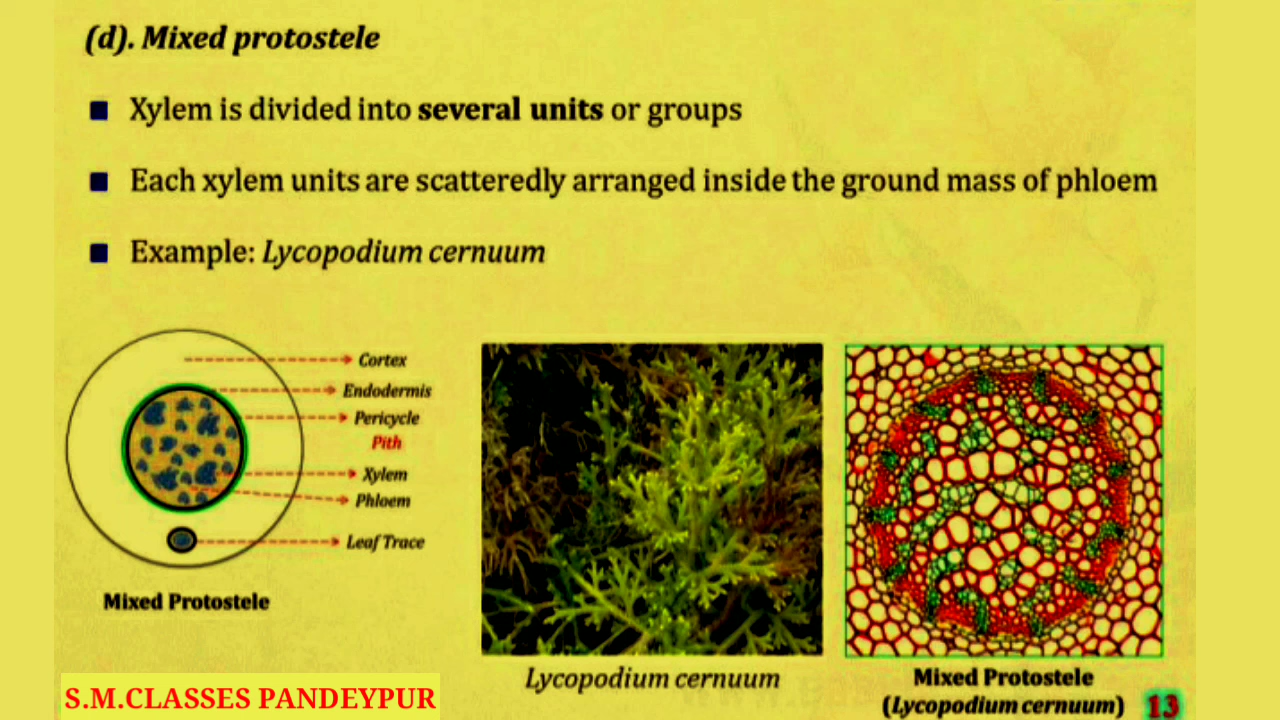 (d). Mixed protostele
Xylem is divided into several units or groups
Each xylem units are scatteredly arranged inside the ground mass of phloem
Example: Lycopodium cernuum
Cortex
Endodermis
Pericycle
Pith
Xylem
Phloem
Leaf Trace
Mixed Protostele
Lycopodium cernuum
Mixed Protostele
(Lycopodium cernuum)
13
S.M.CLASSES PANDEYPUR